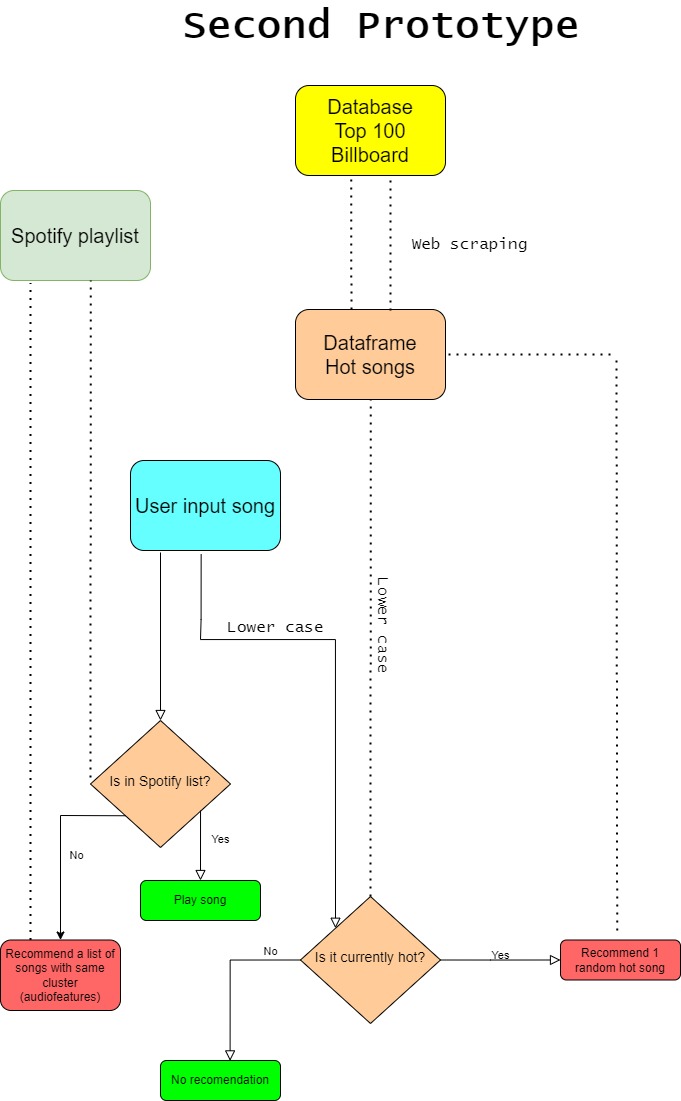 Second Prototype
Database
Top 100
Billboard
Spotify playlist
Web scraping
Dataframe
Hot songs
User input song
Lower case
Lower case
Is in Spotify list?
Yes
No
Play song
Recommend a list of
songs with same
cluster
(audiofeatures)
Is it currently hot?
No
Yes
Recommend 1
random hot song
No recomendation